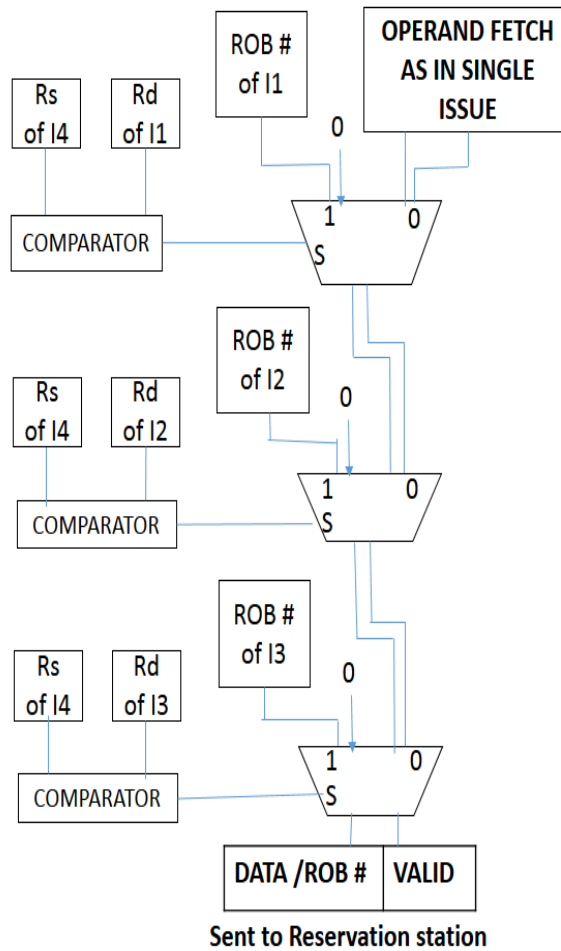 ROB #
of I1
OPERAND FETCH
AS IN SINGLE
ISSUE
Rs
of I4
Rd
of I1
0
1
0
COMPARATOR
S
ROB #
of I2
0
Rs
of I4
Rd
of I2
1
0
COMPARATOR
S
ROB #
of I3
0
Rs
of I4
Rd
of I3
1
0
COMPARATOR
S
DATA /ROB #
VALID
Sent to Reservation station